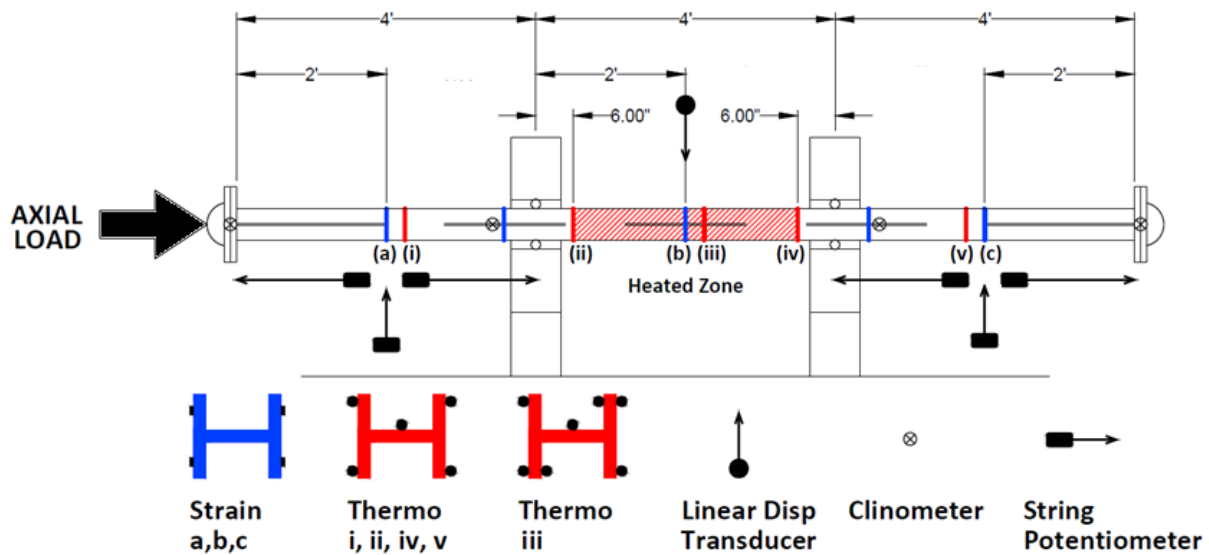 4' 4' 4'
2' 2' 2'
6.00" 6.00"
AXIAL
LOAD
(a) (i) (ii) (b) (iii) (iv) (v) (c)
Heated Zone
Strain
a,b,c
Thermo
i, ii, iv, v
Thermo
iii
Linear Disp
Transducer
Clinometer
String
Potentiometer